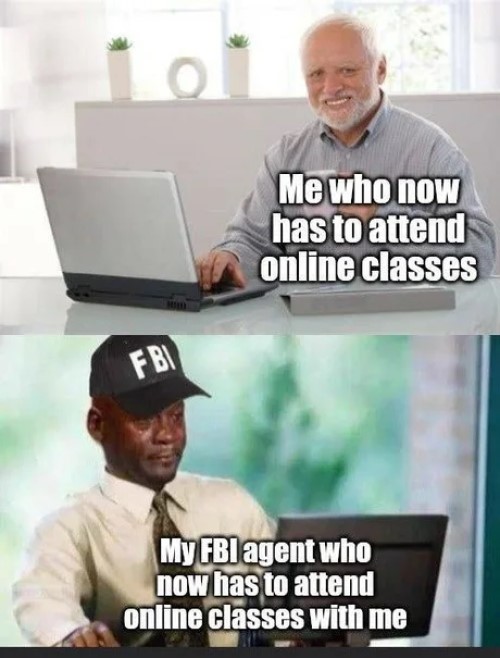 Me who now
has to attend
online classes
FBI
My FBI agent who
now has to attend
online classes with me